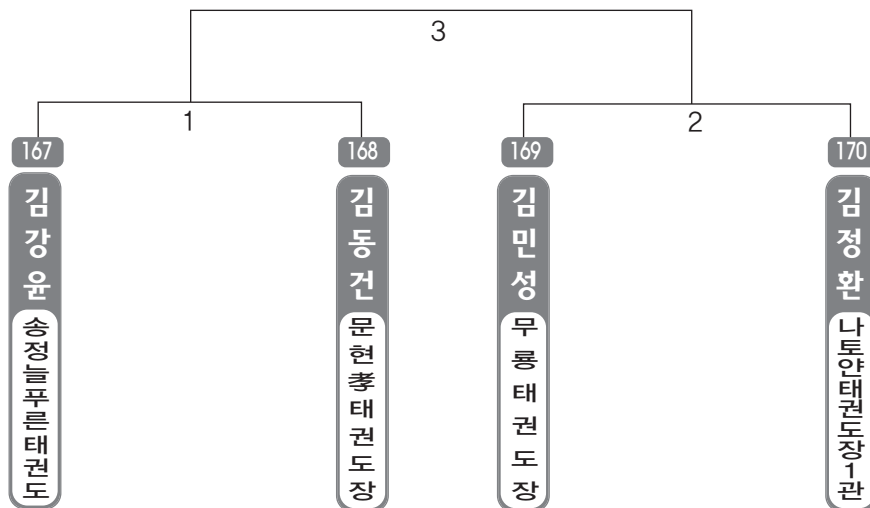 3
1
2
167
김강윤
송정늘푸른태권도
168
김동건
문현孝태권도장
169
김민성
무룡태권도장
170
김정환
나토얀태권도장1관